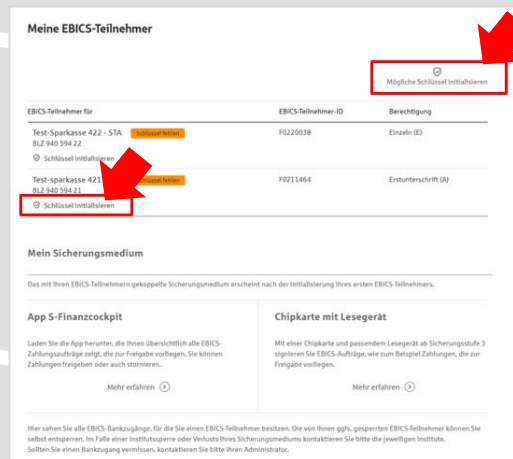 Meine EBICS-Teilnehmer
Mögliche Schlüssel initialisieren
EBICS-Teilnehmer für EBICS-Teilnehmer-ID Berechtigung
Test-Sparkasse 422 - STA Schlüssel fehlen F0220038 Einzeln (E)
BLZ 940 594 22
Schlüssel initialisieren
Test-sparkasse 421 Schlüssel fehlen F0211464 Erstunterschrift (A)
BLZ 940 594 21
Schlüssel initialisieren
Mein Sicherungsmedium
Das mit Ihren EBICS-Teilnehmern gekoppelte Sicherungsmedium erscheint nach der Initialisierung Ihres ersten EBICS-Teilnehmers.
App S-Finanzcockpit
Laden Sie die App herunter, die Ihnen übersichtlich alle EBICS-
Zahlungsaufträge zeigt, die zur Freigabe vorliegen. Sie können
Zahlungen freigeben oder auch stornieren.
Mehr erfahren
Chipkarte mit Lesegerät
Mit einer Chipkarte und passendem Lesegerät ab Sicherungsstufe 3
signieren Sie EBICS-Aufträge, wie zum Beispiel Zahlungen, die zur
Freigabe vorliegen.
Mehr erfahren
Hier sehen Sie alle EBICS-Bankzugänge, für die Sie einen EBICS-Teilnehmer besitzen. Die von Ihnen ggfs. gesperrten EBICS-Teilnehmer können Sie
selbst entsperren. Im Falle einer Institutssperre oder Verlusts Ihres Sicherungsmediums kontaktieren Sie bitte die jeweiligen Institute.
Sollten Sie einen Bankzugang vermissen, kontaktieren Sie bitte Ihren Administrator.